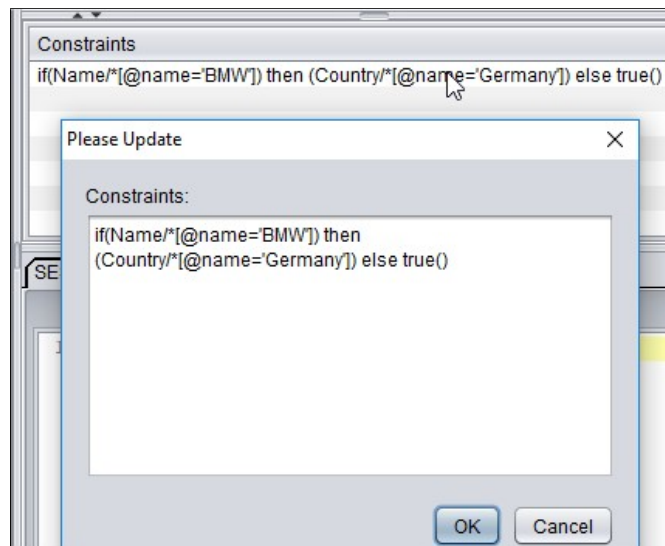 Constraints
if(Name/*[@name='BMW']) then (Country/*[@name='Germany']) else true()
Please Update
Constraints:
if(Name/*[@name='BMW']) then
(Country/*[@name='Germany']) else true()
SE
1
OK
Cancel